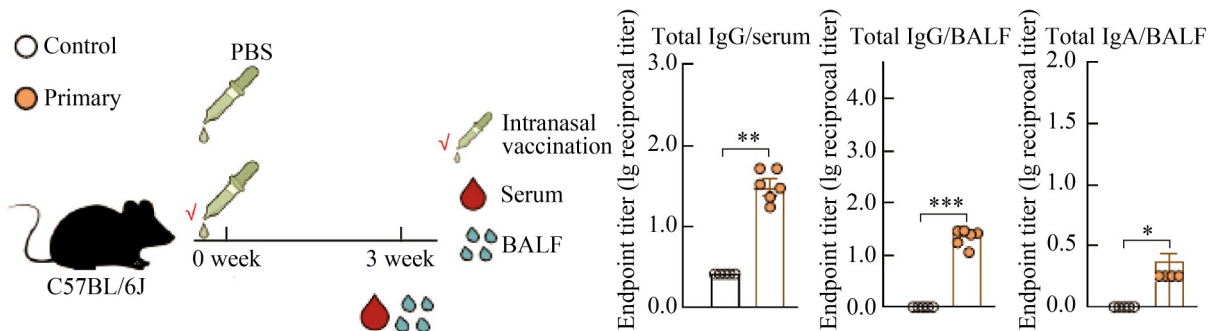 Control
Primary
PBS
√
√
Intranasal
vaccination
Serum
BALF
0 week
3 week
C57BL/6J
Total IgG/serum
Endpoint titer (lg reciprocal titer)
3.0
2.0
1.0
0.0
**
Total IgG/BALF
Endpoint titer (lg reciprocal titer)
4.0
3.0
2.0
1.0
0.0
***
Total IgA/BALF
Endpoint titer (lg reciprocal titer)
2.0
1.5
1.0
0.5
0.0
*